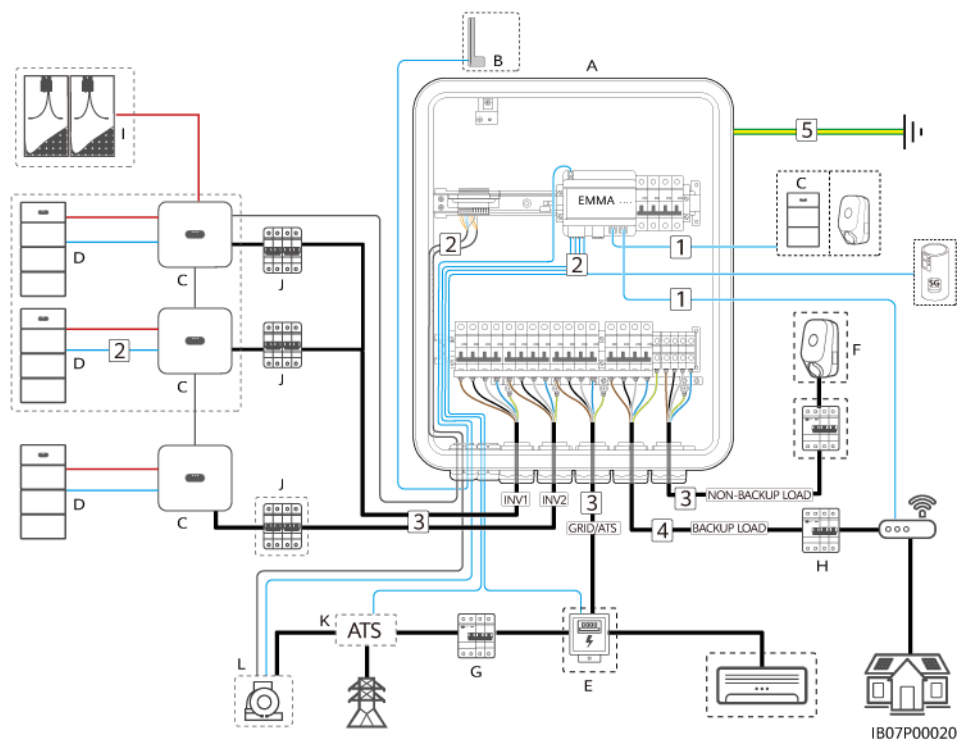 B
A
I
5
C
EMMA
2
1
D
C
2
SG
J
1
2
F
D
C
J
J
INV1
INV2
3
3
NON-BACKUP LOAD
D
C
3
GRID/ATS
4
BACKUP LOAD
H
K
ATS
L
G
E
IB07P00020